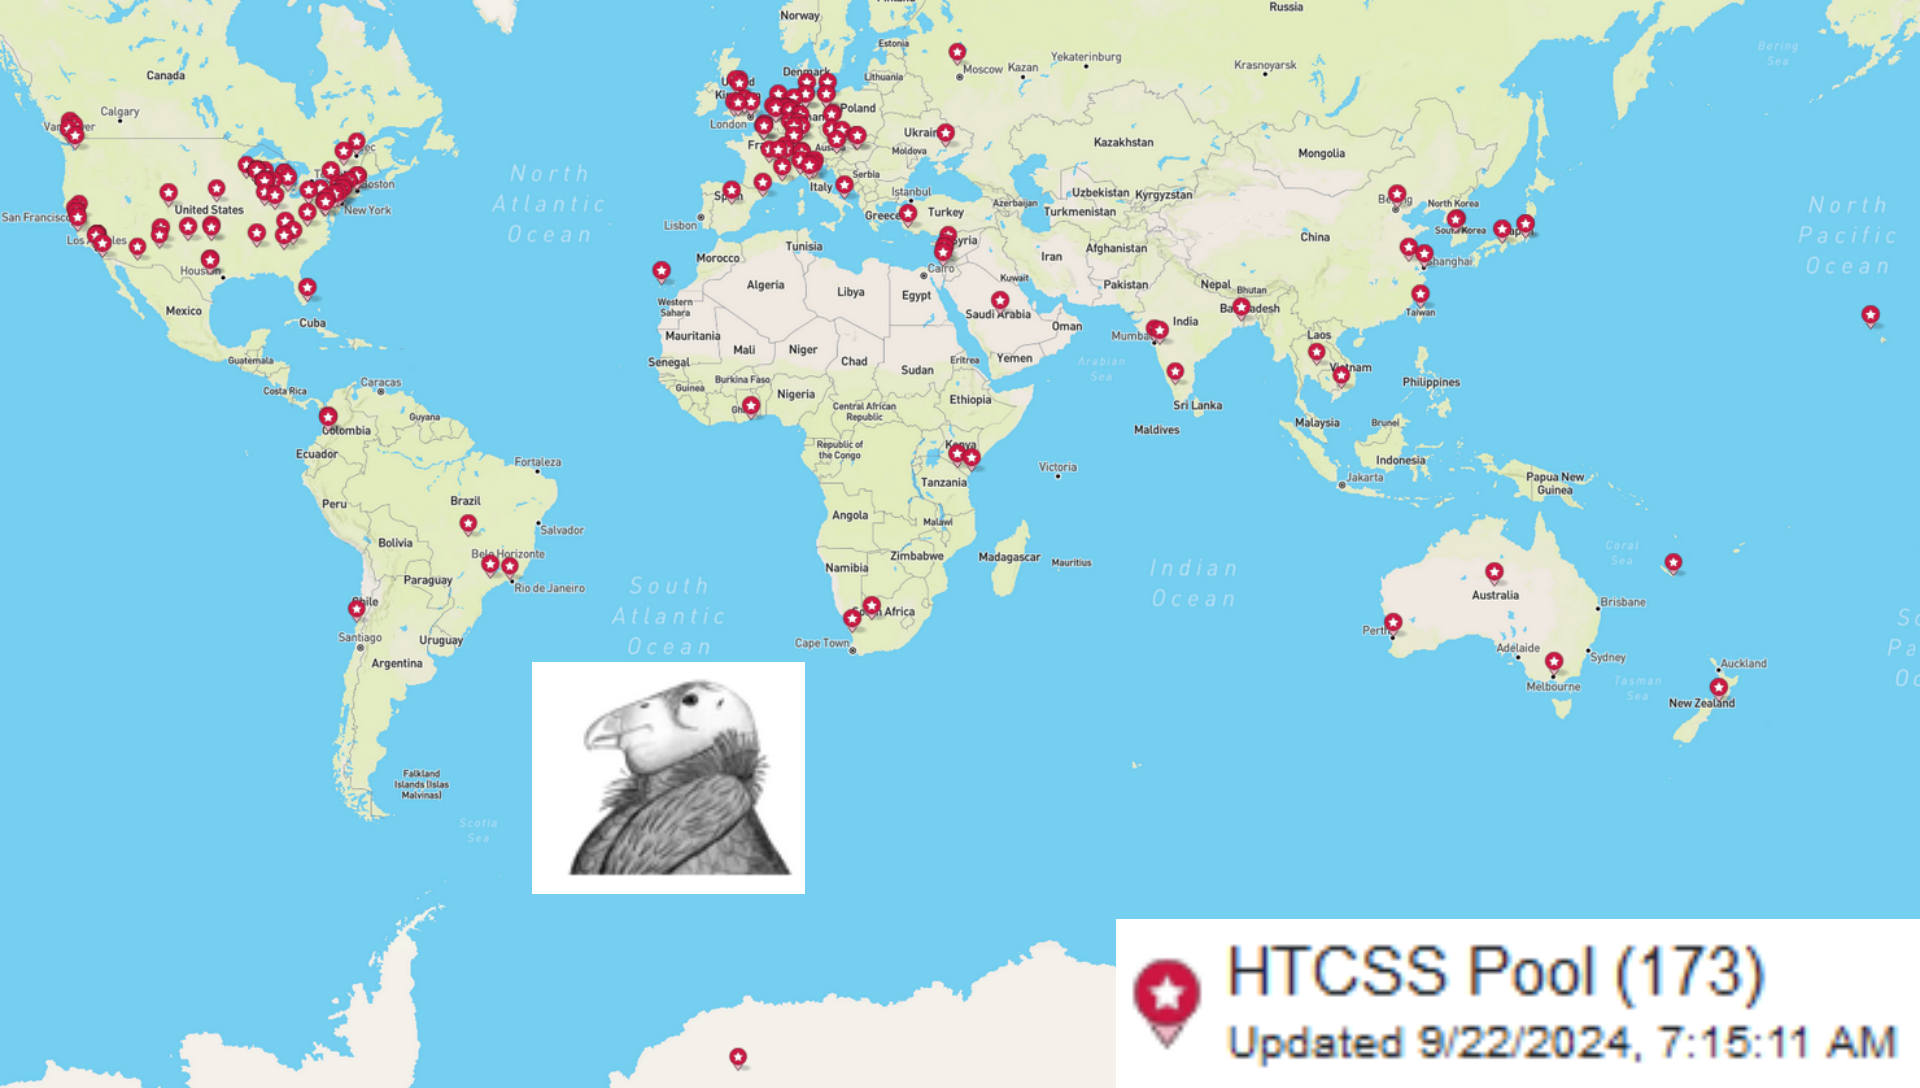 Norway
Russia
Estonia
Bering
Sea
Moscow
Kazan
Yekaterinburg
Krasnoyarsk
Canada
Denmark
Lithuania
Calgary
Poland
London
Ukraine
Kazakhstan
Mongolia
Moldova
North
Atlantic
Ocean
Serbia
Italy
Istanbul
Uzbekistan
Kyrgyzstan
United States
New York
San Francisco
Lisbon
Greece
Turkey
Azerbaijan
Turkmenistan
North Korea
South Korea
North
Pacific
Ocean
Tunisia
Syria
Afghanistan
China
Iran
Shanghai
Morocco
Cairo
Kuwait
Pakistan
Nepal
Bhutan
Houston
Algeria
Libya
Egypt
Western
Sahara
Mexico
Saudi Arabia
Oman
India
Taiwan
Cuba
Mauritania
Mali
Niger
Chad
Mumbai
Laos
Guatemala
Senegal
Sudan
Eritrea
Yemen
Arabian
Sea
Vietnam
Costa Rica
Caracas
Guinea
Burkina Faso
Nigeria
Ethiopia
Philippines
Guyana
Central African
Republic
Sri Lanka
Colombia
Malaysia
Brunei
Maldives
Ecuador
Republic of
the Congo
Kenya
Indonesia
Fortaleza
Victoria
Jakarta
Papua New
Guinea
Peru
Brazil
Tanzania
Angola
Malawi
Salvador
Bolivia
Belo Horizonte
Zimbabwe
Madagascar
Mauritius
Coral
Sea
Namibia
Paraguay
Rio de Janeiro
South
Atlantic
Ocean
Indian
Ocean
Australia
Brisbane
Chile
South Africa
Perth
Santiago
Uruguay
Cape Town
Adelaide
Sydney
Argentina
Auckland
Melbourne
Tasman
Sea
New Zealand
Falkland
Islands (Islas
Malvinas)
Scotia
Sea
HTCSS Pool (173)
Updated 9/22/2024, 7:15:11 AM